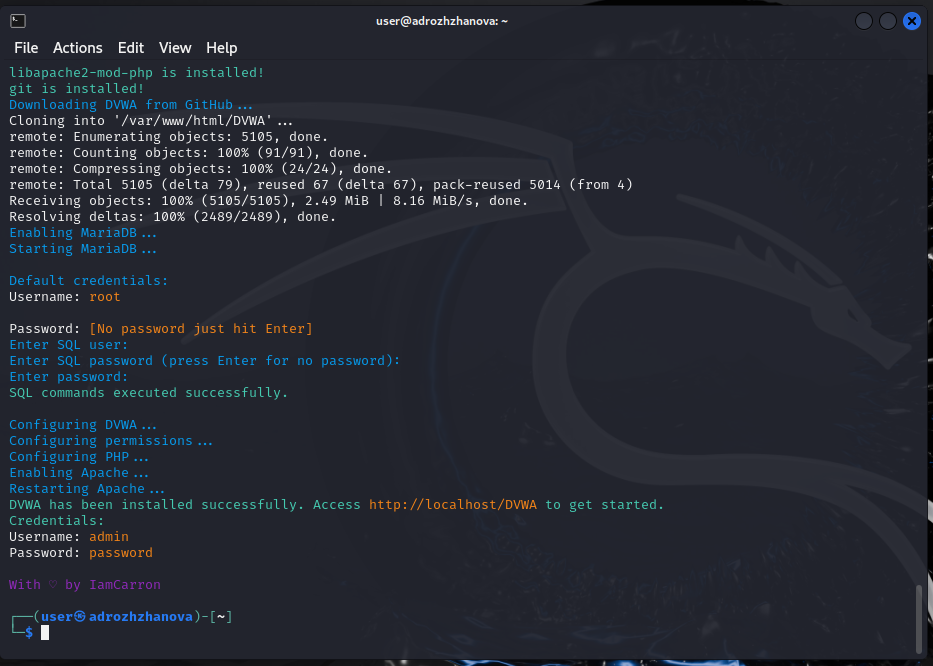 user@adrozhzhanova: ~
File Actions Edit View Help
libapache2-mod-php is installed!
git is installed!
Downloading DVWA from GitHub...
Cloning into '/var/www/html/DVWA'...
remote: Enumerating objects: 5105, done.
remote: Counting objects: 100% (91/91), done.
remote: Compressing objects: 100% (24/24), done.
remote: Total 5105 (delta 79), reused 67 (delta 67), pack-reused 5014 (from 4)
Receiving objects: 100% (5105/5105), 2.49 MiB | 8.16 MiB/s, done.
Resolving deltas: 100% (2489/2489), done.
Enabling MariaDB...
Starting MariaDB...
Default credentials:
Username: root
Password: [No password just hit Enter]
Enter SQL user:
Enter SQL password (press Enter for no password):
Enter password:
SQL commands executed successfully.
Configuring DVWA...
Configuring permissions...
Configuring PHP...
Enabling Apache...
Restarting Apache...
DVWA has been installed successfully. Access http://localhost/DVWA to get started.
Credentials:
Username: admin
Password: password
With ♡ by IamCarron
┌──(user㉿adrozhzhanova)-[~]
└─$